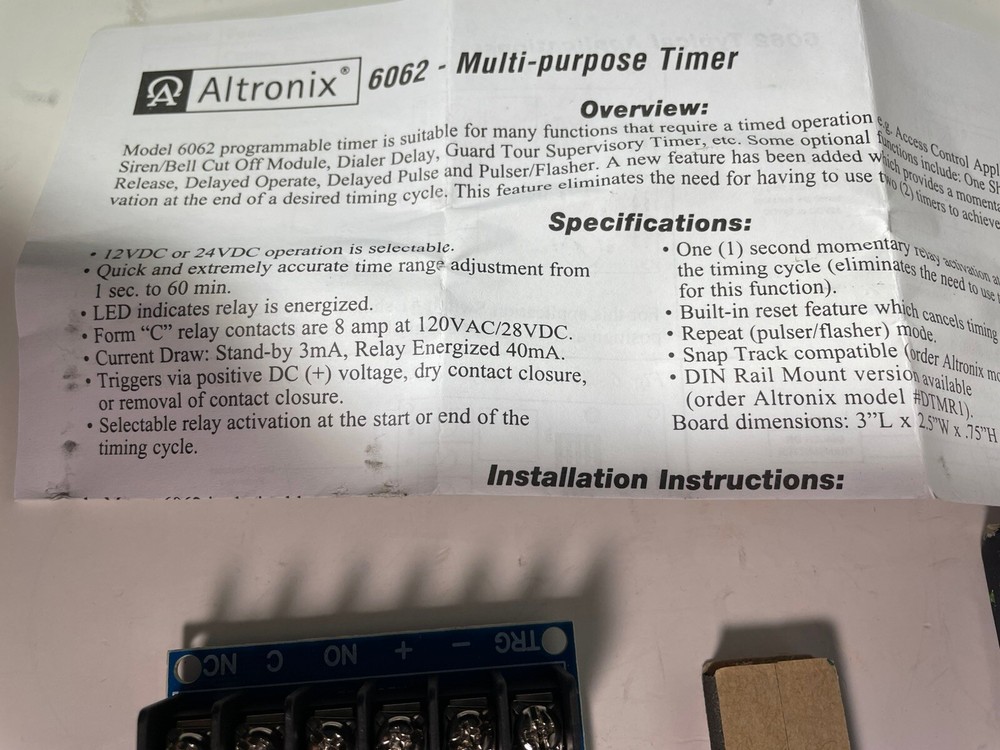 Altronix® 6062 - Multi-purpose Timer
Overview:
Model 6062 programmable timer is suitable for many functions that require a timed operation e.g. Access Control Appl
Siren/Bell Cut Off Module, Dialer Delay, Guard Tour Supervisory Timer, etc. Some optional functions include: One Sh
Release, Delayed Operate, Delayed Pulse and Pulser/Flasher. A new feature has been added which provides a momenta
vation at the end of a desired timing cycle. This feature eliminates the need for having to use two (2) timers to achieve
Specifications:
• 12VDC or 24VDC operation is selectable.
• Quick and extremely accurate time range adjustment from
1 sec. to 60 min.
• LED indicates relay is energized.
• Form “C” relay contacts are 8 amp at 120VAC/28VDC.
• Current Draw: Stand-by 3mA, Relay Energized 40mA.
• Triggers via positive DC (+) voltage, dry contact closure,
or removal of contact closure.
• Selectable relay activation at the start or end of the
timing cycle.
• One (1) second momentary relay activation at
the timing cycle (eliminates the need to use
for this function).
• Built-in reset feature which cancels timing
• Repeat (pulser/flasher) mode.
• Snap Track compatible (order Altronix mo
• DIN Rail Mount version available
(order Altronix model #DTMR1).
Board dimensions: 3”L x 2.5”W x .75”H
Installation Instructions:
NC C NO + − TRG